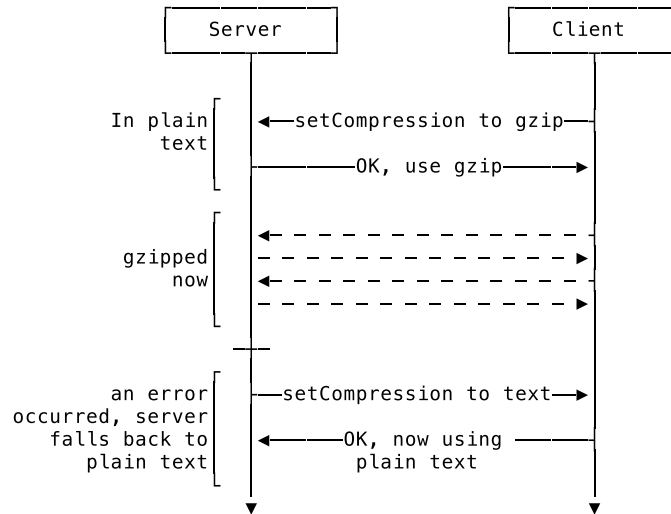 Server
Client
In plain
text
setCompression to gzip
OK, use gzip
gzipped
now
an error
occurred, server
falls back to
plain text
setCompression to text
OK, now using
plain text